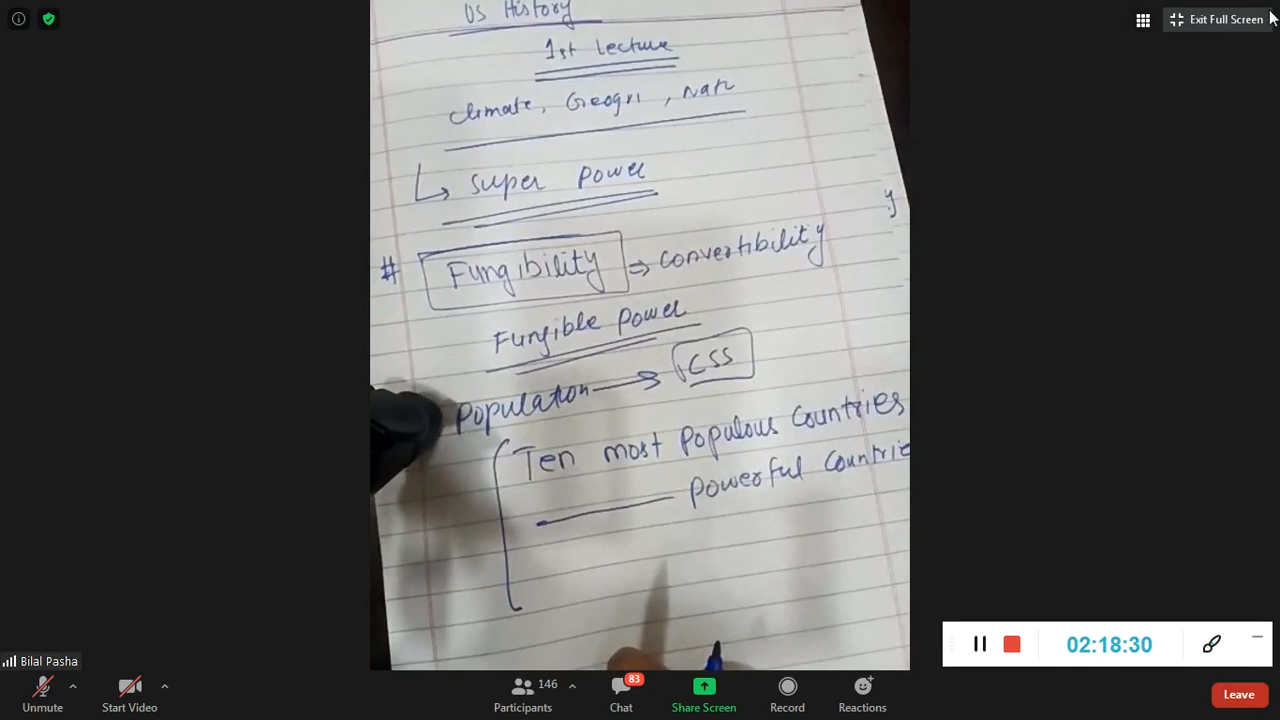 Exit Full Screen
US History
1st Lecture
Climate, Geogri, Natr
Super Power
# Fungibility ⇒ Convertibility
Fungible Power
Population → CSS
Ten most Populous Countries
Powerful Countrie
02:18:30
Bilal Pasha
Unmute
Start Video
146
Participants
83
Chat
Share Screen
Record
Reactions
Leave